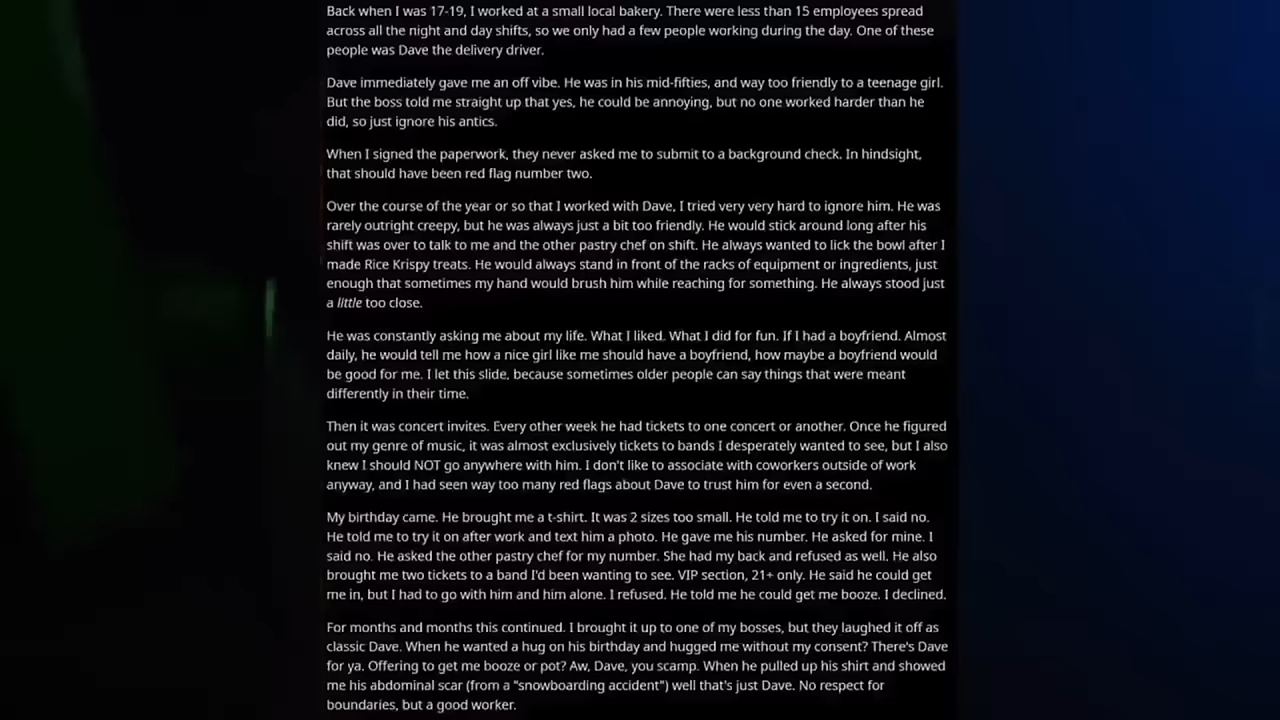 Back when I was 17-19, I worked at a small local bakery. There were less than 15 employees spread
across all the night and day shifts, so we only had a few people working during the day. One of these
people was Dave the delivery driver.
Dave immediately gave me an off vibe. He was in his mid-fifties, and way too friendly to a teenage girl.
But the boss told me straight up that yes, he could be annoying, but no one worked harder than he
did, so just ignore his antics.
When I signed the paperwork, they never asked me to submit to a background check. In hindsight,
that should have been red flag number two.
Over the course of the year or so that I worked with Dave, I tried very very hard to ignore him. He was
rarely outright creepy, but he was always just a bit too friendly. He would stick around long after his
shift was over to talk to me and the other pastry chef on shift. He always wanted to lick the bowl after I
made Rice Krispy treats. He would always stand in front of the racks of equipment or ingredients, just
enough that sometimes my hand would brush him while reaching for something. He always stood just
a little too close.
He was constantly asking me about my life. What I liked. What I did for fun. If I had a boyfriend. Almost
daily, he would tell me how a nice girl like me should have a boyfriend, how maybe a boyfriend would
be good for me. I let this slide, because sometimes older people can say things that were meant
differently in their time.
Then it was concert invites. Every other week he had tickets to one concert or another. Once he figured
out my genre of music, it was almost exclusively tickets to bands I desperately wanted to see, but I also
knew I should NOT go anywhere with him. I don't like to associate with coworkers outside of work
anyway, and I had seen way too many red flags about Dave to trust him for even a second.
My birthday came. He brought me a t-shirt. It was 2 sizes too small. He told me to try it on. I said no.
He told me to try it on after work and text him a photo. He gave me his number. He asked for mine. I
said no. He asked the other pastry chef for my number. She had my back and refused as well. He also
brought me two tickets to a band I'd been wanting to see. VIP section, 21+ only. He said he could get
me in, but I had to go with him and him alone. I refused. He told me he could get me booze. I declined.
For months and months this continued. I brought it up to one of my bosses, but they laughed it off as
classic Dave. When he wanted a hug on his birthday and hugged me without my consent? There's Dave
for ya. Offering to get me booze or pot? Aw, Dave, you scamp. When he pulled up his shirt and showed
me his abdominal scar (from a "snowboarding accident") well that's just Dave. No respect for
boundaries, but a good worker.